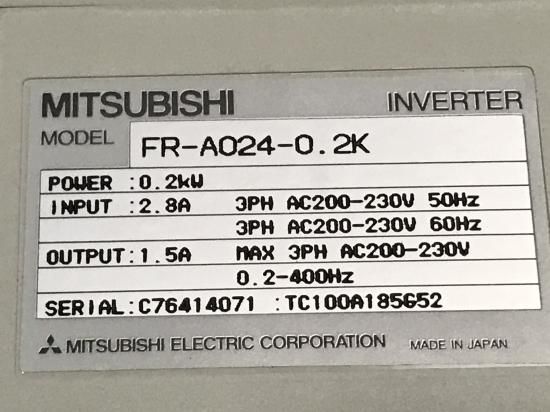 MITSUBISHI INVERTER
MODEL FR-A024-0.2K
POWER :0.2kW
INPUT :2.8A 3PH AC200-230V 50Hz
3PH AC200-230V 60Hz
OUTPUT:1.5A MAX 3PH AC200-230V
0.2-400Hz
SERIAL:C76414071 :TC100A185G52
MITSUBISHI ELECTRIC CORPORATION MADE IN JAPAN